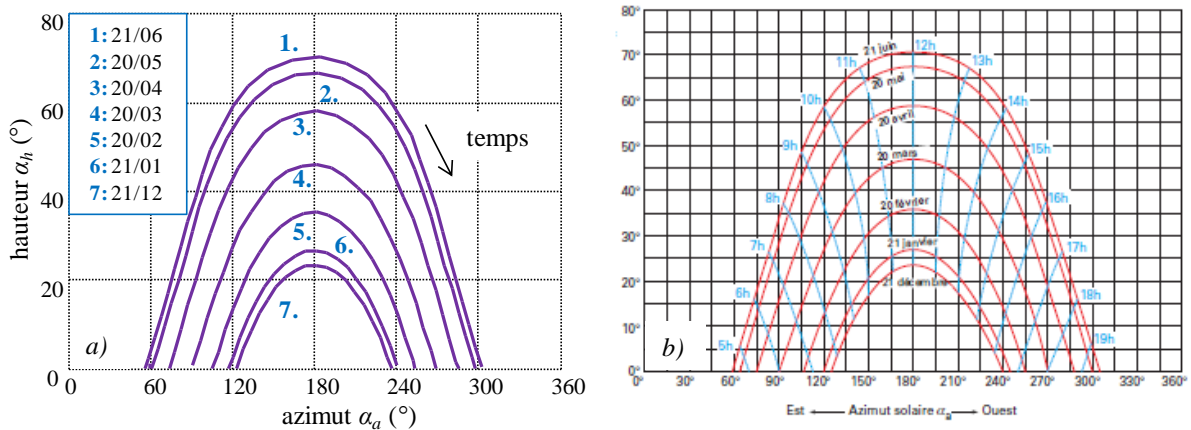 80
60
40
20
0
hauteur αh (°)
1: 21/06
2: 20/05
3: 20/04
4: 20/03
5: 20/02
6: 21/01
7: 21/12
1.
2.
3.
4.
5.
6.
7.
temps
a)
0 60 120 180 240 300 360
azimut αa (°)
80°
70°
60°
50°
40°
30°
20°
10°
0°
5h
6h
7h
8h
9h
10h
11h
12h
13h
14h
15h
16h
17h
18h
19h
21 juin
20 mai
20 avril
20 mars
20 février
21 janvier
21 décembre
b)
0° 30° 60° 90° 120° 150° 180° 210° 240° 270° 300° 330° 360°
Est Azimut solaire αa Ouest